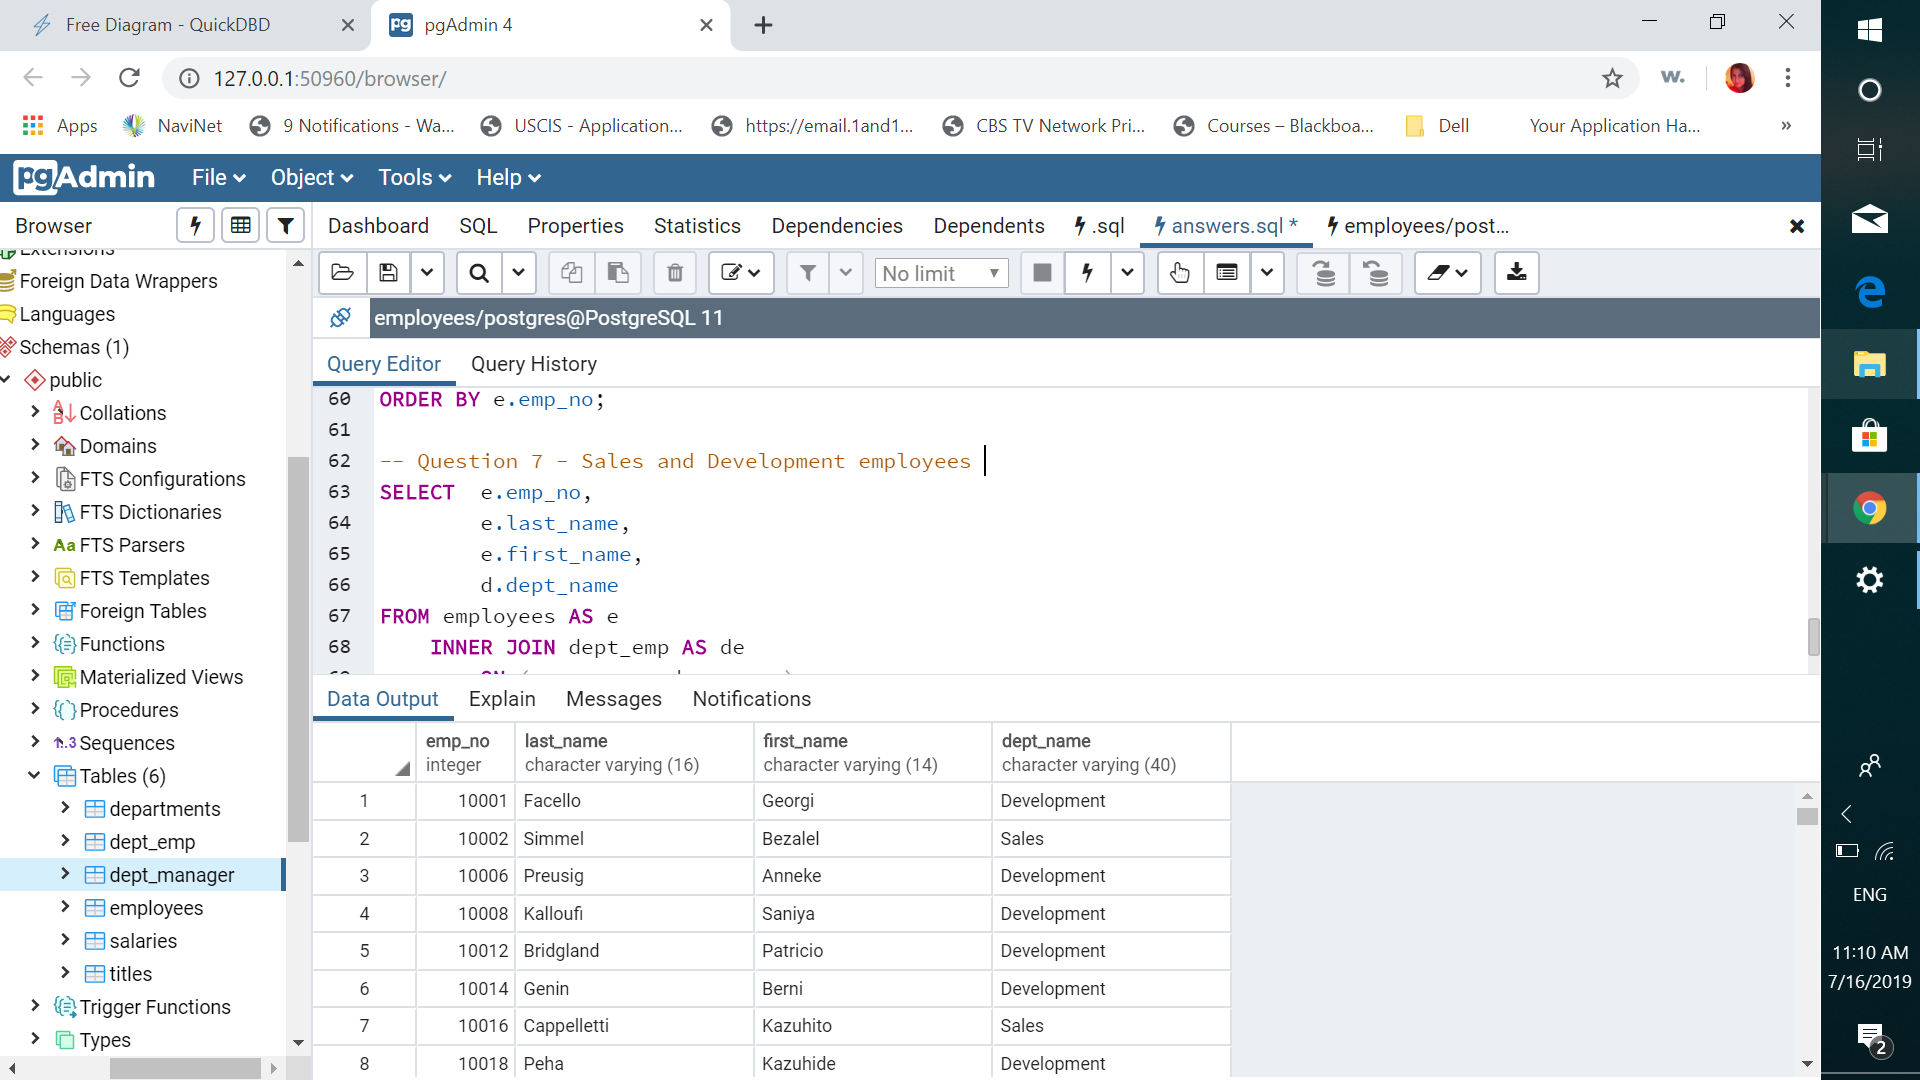 Free Diagram - QuickDBD
pgAdmin 4
127.0.0.1:50960/browser/
w.
Apps
NaviNet
9 Notifications - Wa...
USCIS - Application...
https://email.1and1...
CBS TV Network Pri...
Courses – Blackboa...
Dell
Your Application Ha...
»
pgAdmin
File
Object
Tools
Help
Browser
Dashboard
SQL
Properties
Statistics
Dependencies
Dependents
.sql
answers.sql *
employees/post...
No limit
employees/postgres@PostgreSQL 11
Query Editor
Query History
Extensions
Foreign Data Wrappers
Languages
Schemas (1)
public
Collations
Domains
FTS Configurations
FTS Dictionaries
Aa FTS Parsers
FTS Templates
Foreign Tables
Functions
Materialized Views
Procedures
1..3 Sequences
Tables (6)
departments
dept_emp
dept_manager
employees
salaries
titles
Trigger Functions
Types
60 ORDER BY e.emp_no;
61
62 -- Question 7 - Sales and Development employees
63 SELECT e.emp_no,
64 e.last_name,
65 e.first_name,
66 d.dept_name
67 FROM employees AS e
68 INNER JOIN dept_emp AS de
Data Output
Explain
Messages
Notifications
emp_no last_name first_name dept_name
integer character varying (16) character varying (14) character varying (40)
1 10001 Facello Georgi Development
2 10002 Simmel Bezalel Sales
3 10006 Preusig Anneke Development
4 10008 Kalloufi Saniya Development
5 10012 Bridgland Patricio Development
6 10014 Genin Berni Development
7 10016 Cappelletti Kazuhito Sales
8 10018 Peha Kazuhide Development
ENG
11:10 AM
7/16/2019
2